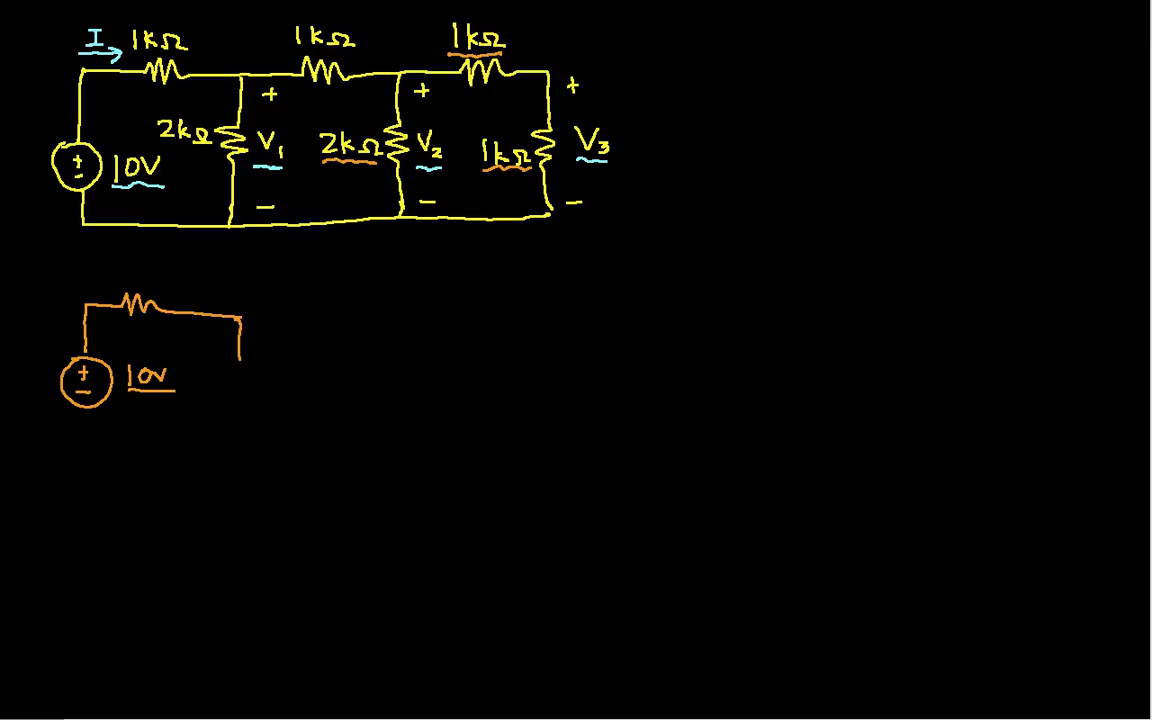 I 1kΩ 1kΩ 1kΩ
+ + +
2kΩ V₁ 2kΩ V₂ 1kΩ V₃
+ - 10V
- - -
+ - 10V